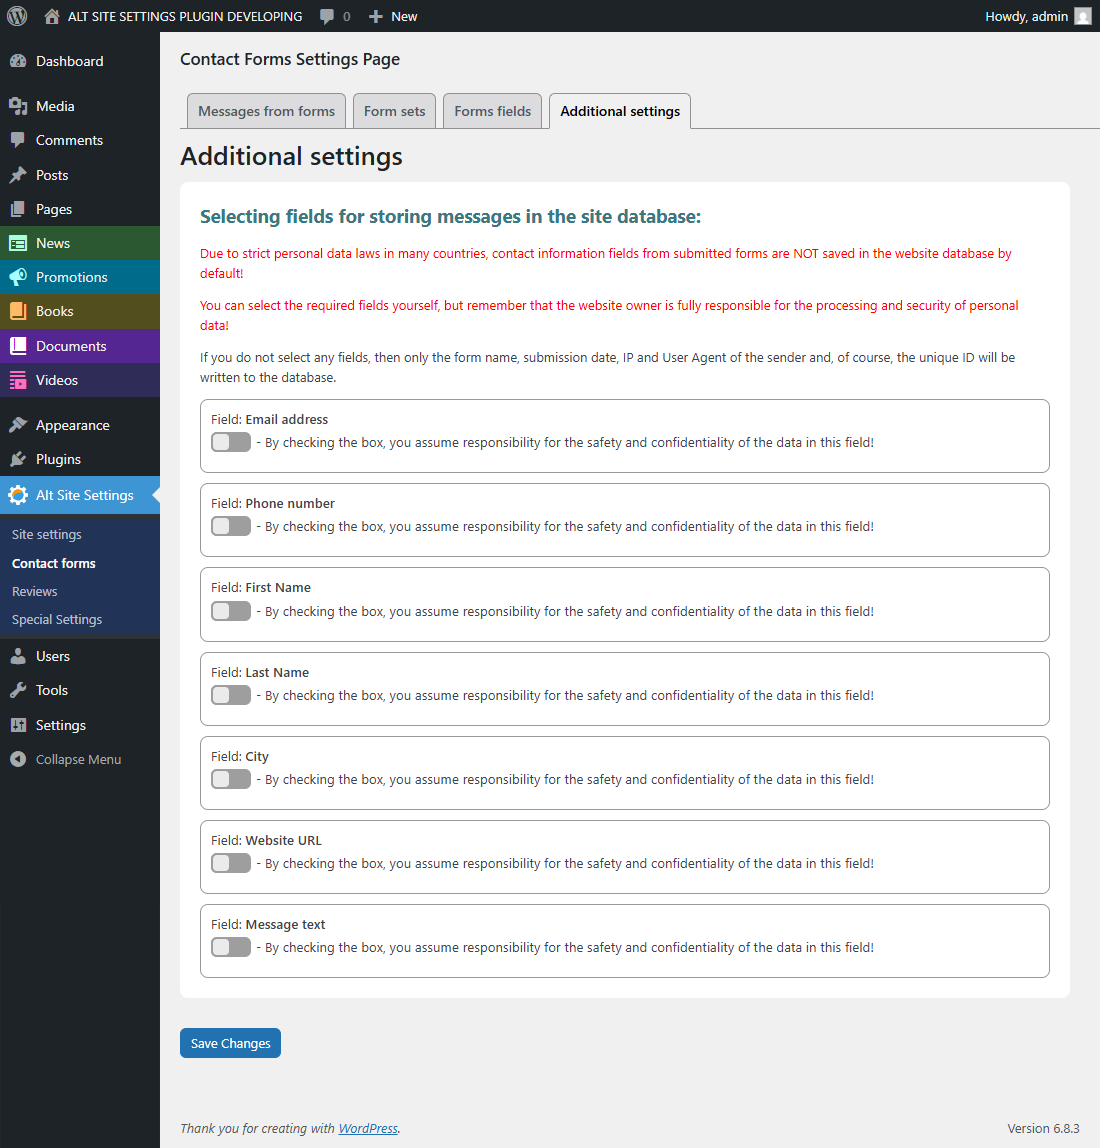 ALT SITE SETTINGS PLUGIN DEVELOPING 0 New Howdy, admin
Dashboard
Media
Comments
Posts
Pages
News
Promotions
Books
Documents
Videos
Appearance
Plugins
Alt Site Settings
Site settings
Contact forms
Reviews
Special Settings
Users
Tools
Settings
Collapse Menu
Contact Forms Settings Page
Messages from forms Form sets Forms fields Additional settings
Additional settings
Selecting fields for storing messages in the site database:
Due to strict personal data laws in many countries, contact information fields from submitted forms are NOT saved in the website database by
default!
You can select the required fields yourself, but remember that the website owner is fully responsible for the processing and security of personal
data!
If you do not select any fields, then only the form name, submission date, IP and User Agent of the sender and, of course, the unique ID will be
written to the database.
Field: Email address
- By checking the box, you assume responsibility for the safety and confidentiality of the data in this field!
Field: Phone number
- By checking the box, you assume responsibility for the safety and confidentiality of the data in this field!
Field: First Name
- By checking the box, you assume responsibility for the safety and confidentiality of the data in this field!
Field: Last Name
- By checking the box, you assume responsibility for the safety and confidentiality of the data in this field!
Field: City
- By checking the box, you assume responsibility for the safety and confidentiality of the data in this field!
Field: Website URL
- By checking the box, you assume responsibility for the safety and confidentiality of the data in this field!
Field: Message text
- By checking the box, you assume responsibility for the safety and confidentiality of the data in this field!
Save Changes
Thank you for creating with WordPress. Version 6.8.3